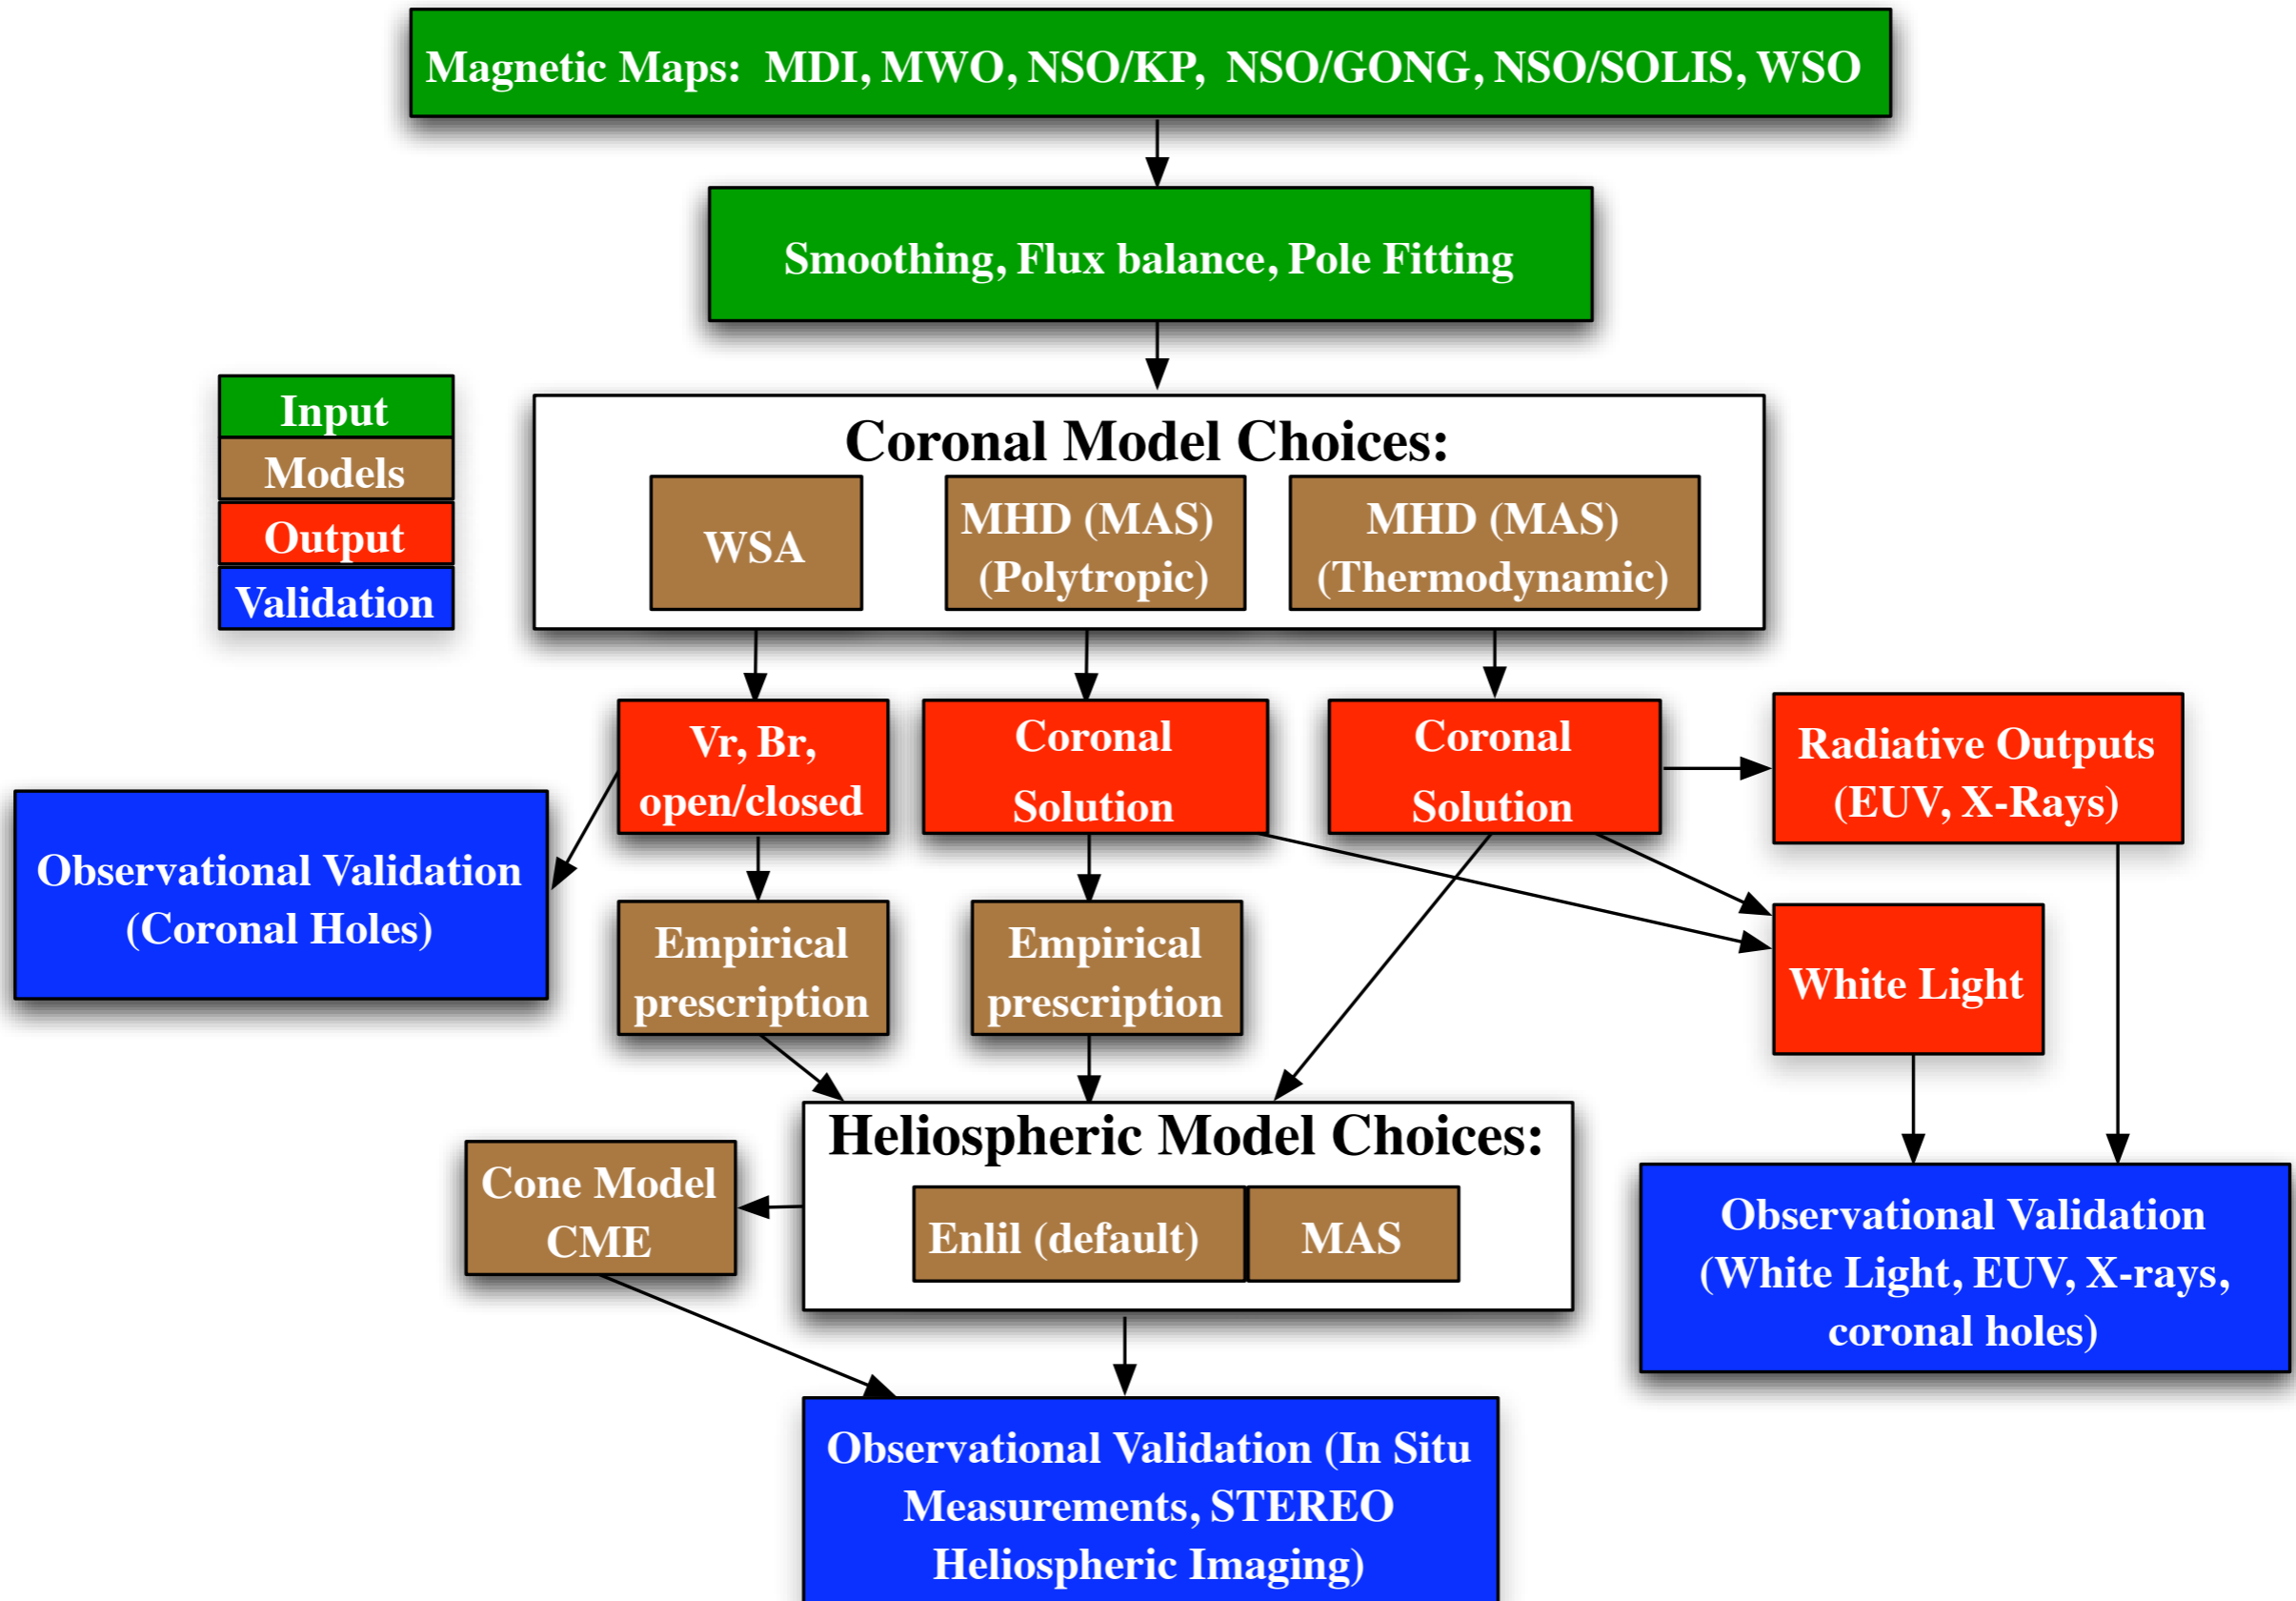 Magnetic Maps: MDI, MWO, NSO/KP, NSO/GONG, NSO/SOLIS, WSO
Smoothing, Flux balance, Pole Fitting
Input
Models
Output
Validation
Coronal Model Choices:
WSA
MHD (MAS)
(Polytropic)
MHD (MAS)
(Thermodynamic)
Vr, Br,
open/closed
Coronal
Solution
Coronal
Solution
Radiative Outputs
(EUV, X-Rays)
Observational Validation
(Coronal Holes)
Empirical
prescription
Empirical
prescription
White Light
Heliospheric Model Choices:
Enlil (default)
MAS
Cone Model
CME
Observational Validation
(White Light, EUV, X-rays,
coronal holes)
Observational Validation (In Situ
Measurements, STEREO
Heliospheric Imaging)